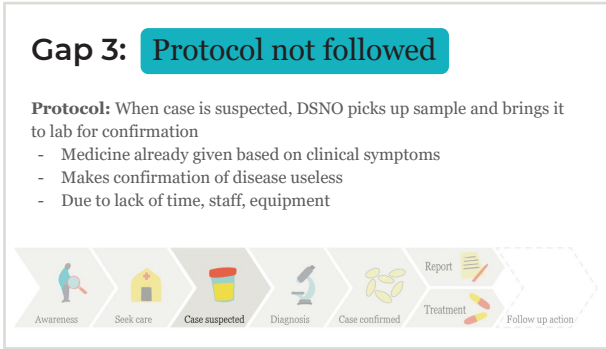 Gap 3: Protocol not followed
Protocol: When case is suspected, DSNO picks up sample and brings it
to lab for confirmation
- Medicine already given based on clinical symptoms
- Makes confirmation of disease useless
- Due to lack of time, staff, equipment
Awareness
Seek care
Case suspected
Diagnosis
Case confirmed
Report
Treatment
Follow up action